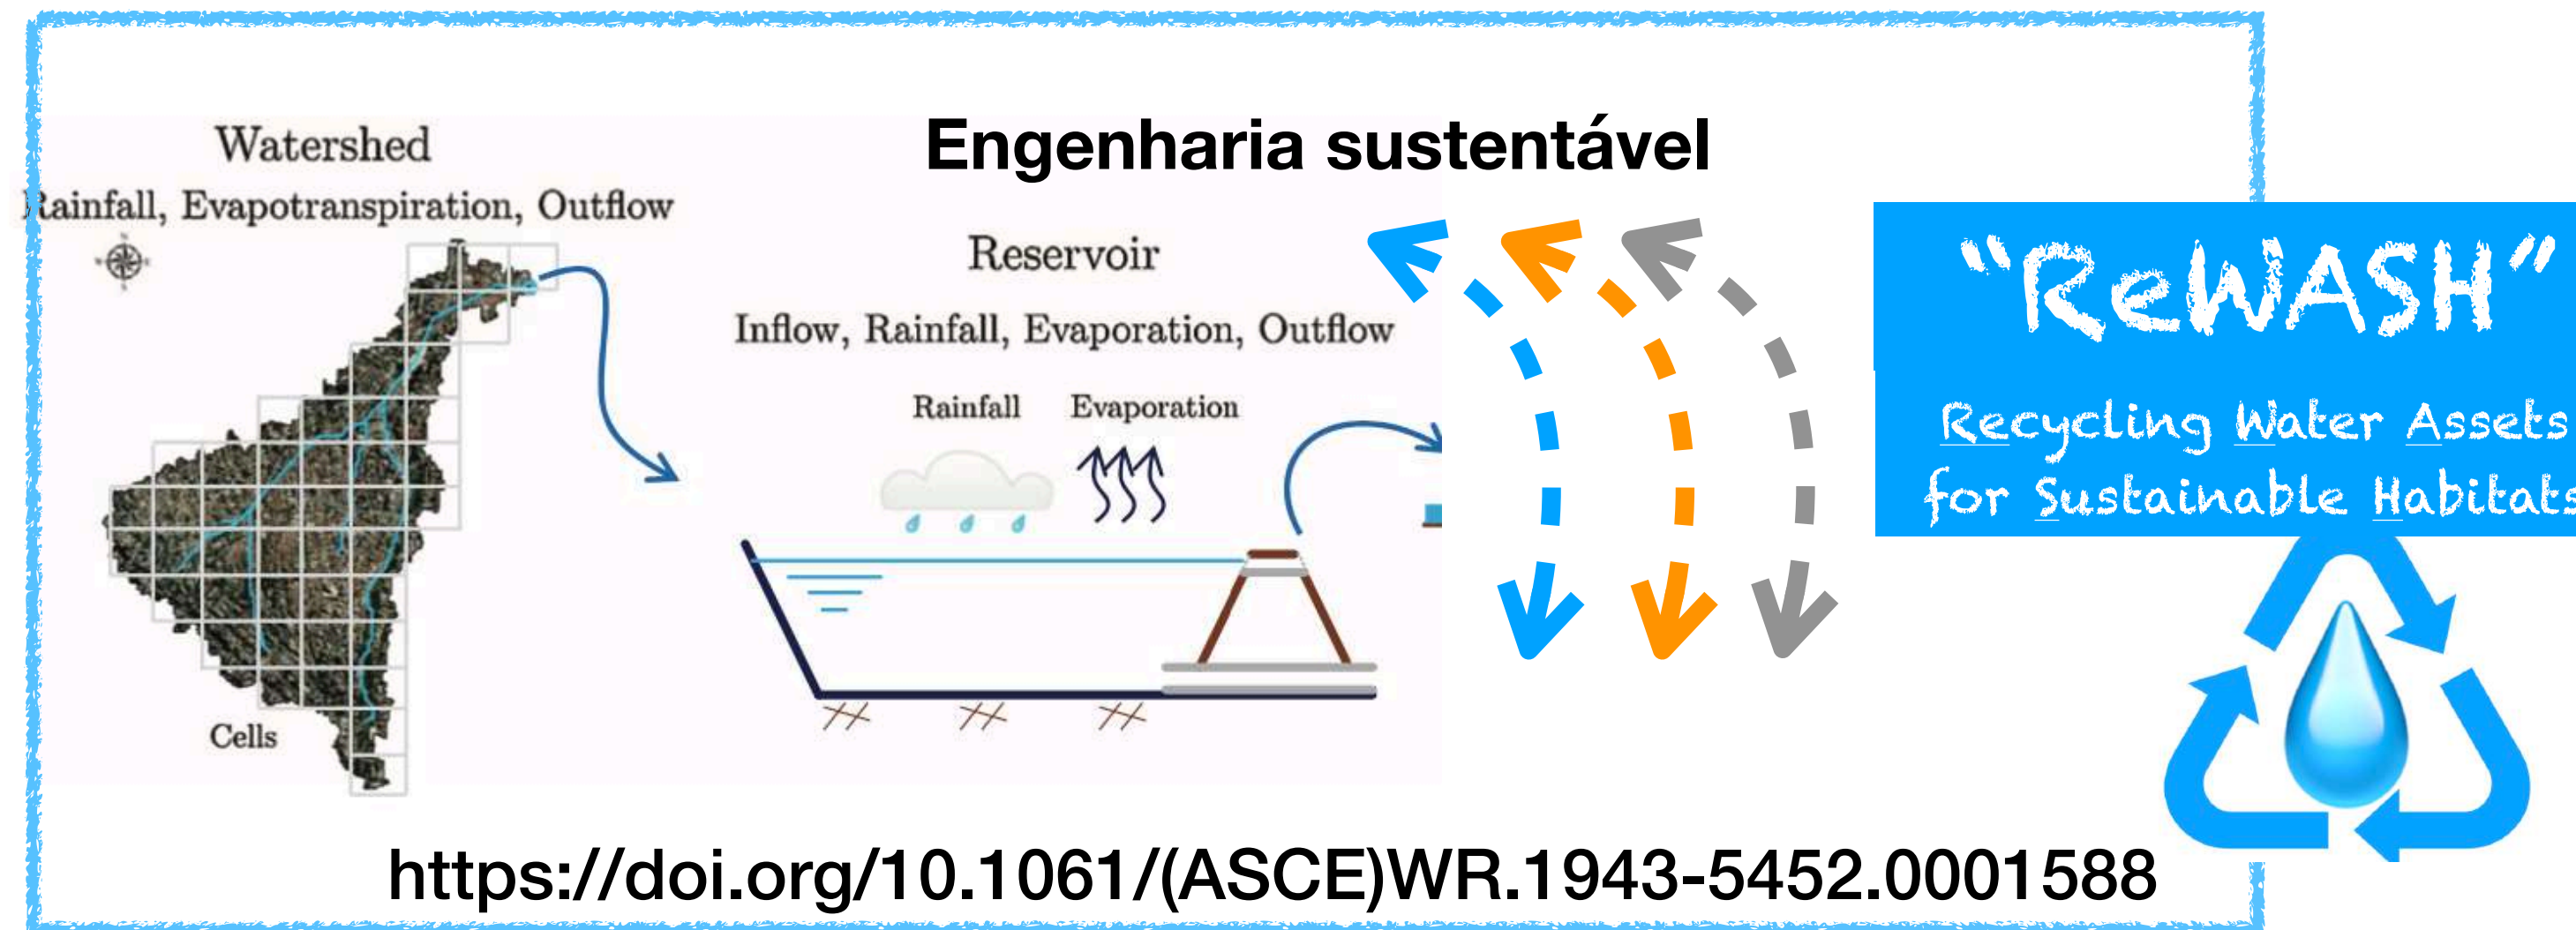 Engenharia sustentável
Watershed
Rainfall, Evapotranspiration, Outflow
Cells
Reservoir
Inflow, Rainfall, Evaporation, Outflow
Rainfall
Evaporation
"ReWASH"
Recycling Water Assets
for Sustainable Habitats
https://doi.org/10.1061/(ASCE)WR.1943-5452.0001588